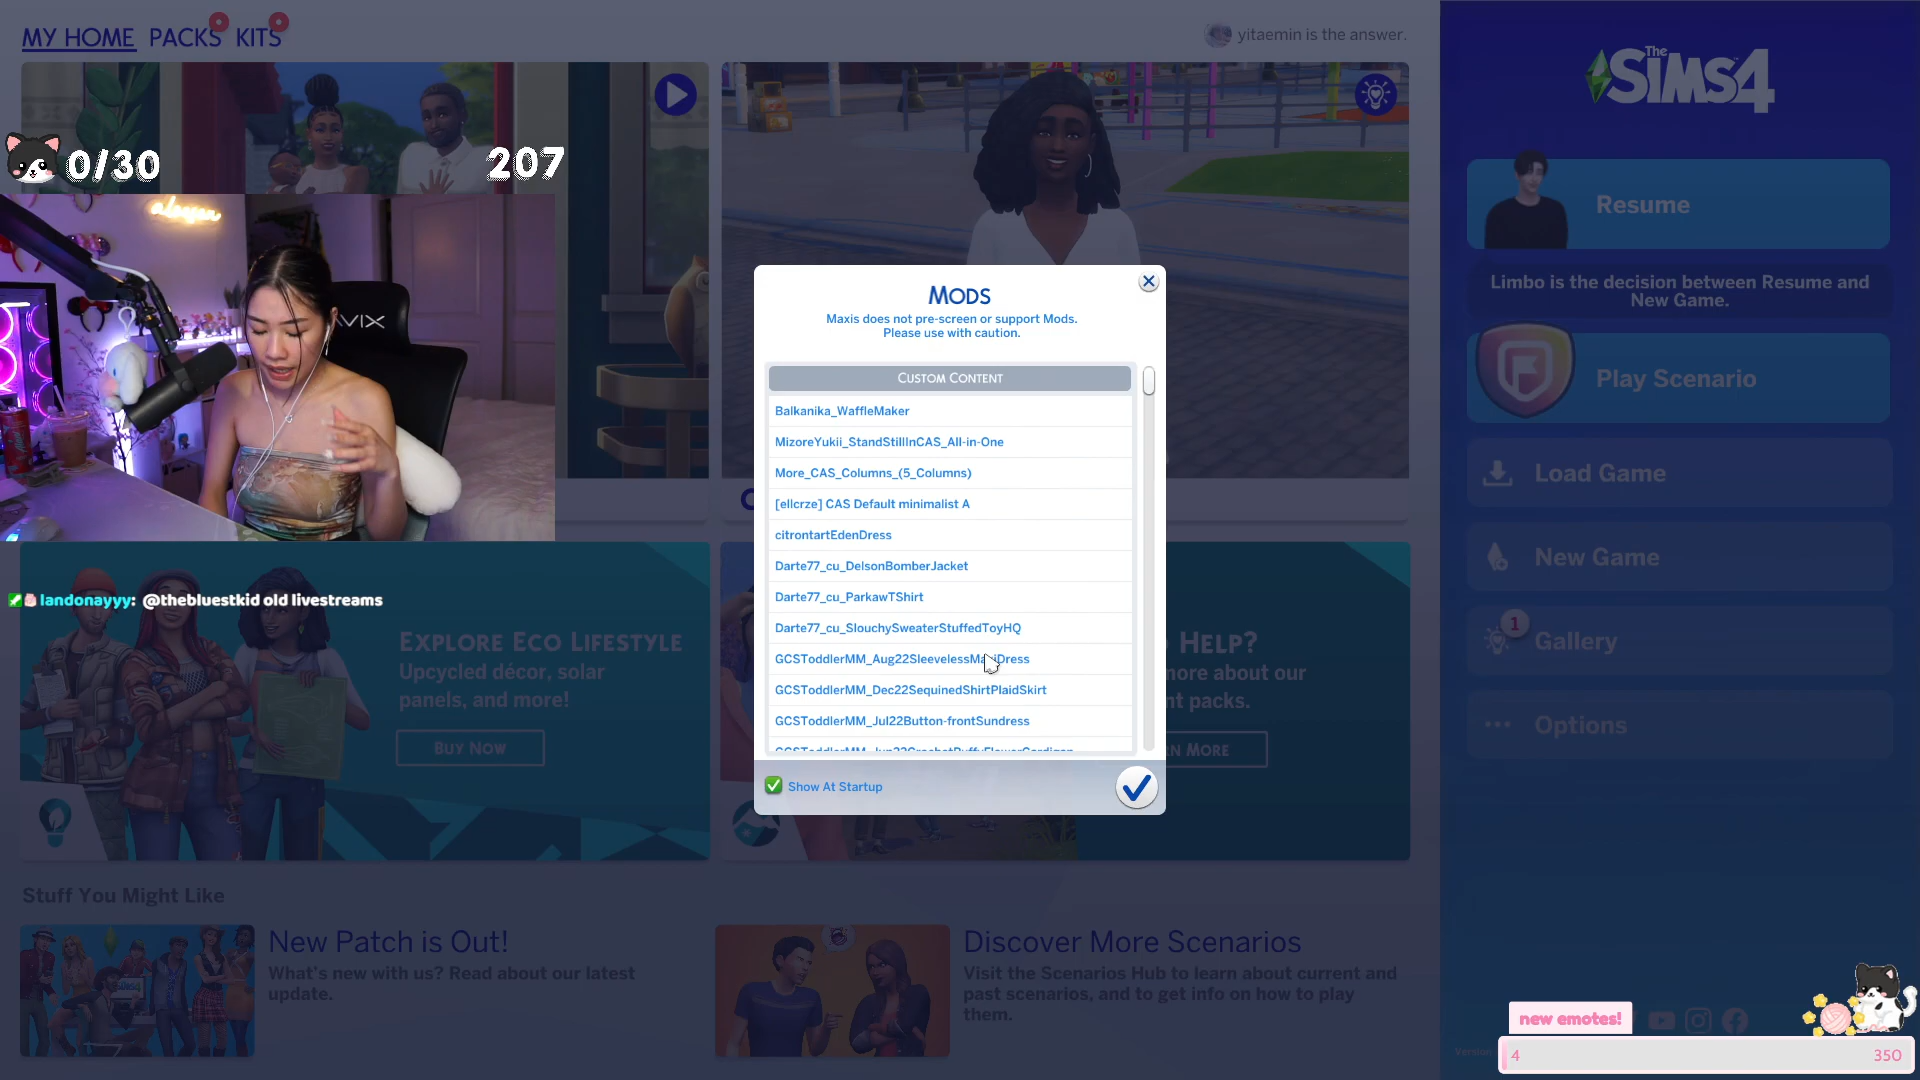 MY HOME PACKS KITS
yitaemin is the answer.
The SIMS 4
0/30
207
Resume
Limbo is the decision between Resume and
New Game.
Play Scenario
Load Game
New Game
1
Gallery
Options
MODS
Maxis does not pre-screen or support Mods.
Please use with caution.
CUSTOM CONTENT
Balkanika_WaffleMaker
MizoreYukii_StandStillInCAS_All-in-One
More_CAS_Columns_(5_Columns)
[ellcrze] CAS Default minimalist A
citrontartEdenDress
Darte77_cu_DelsonBomberJacket
Darte77_cu_ParkawTShirt
Darte77_cu_SlouchySweaterStuffedToyHQ
GCSToddlerMM_Aug22SleevelessMaxiDress
GCSToddlerMM_Dec22SequinedShirtPlaidSkirt
GCSToddlerMM_Jul22Button-frontSundress
Show At Startup
landonayyy: @thebluestkid old livestreams
EXPLORE ECO LIFESTYLE
Upcycled décor, solar
panels, and more!
BUY NOW
HELP?
more about our
packs.
MORE
Stuff You Might Like
New Patch is Out!
What's new with us? Read about our latest
update.
Discover More Scenarios
Visit the Scenarios Hub to learn about current and
past scenarios, and to get info on how to play
them.
new emotes!
4
350